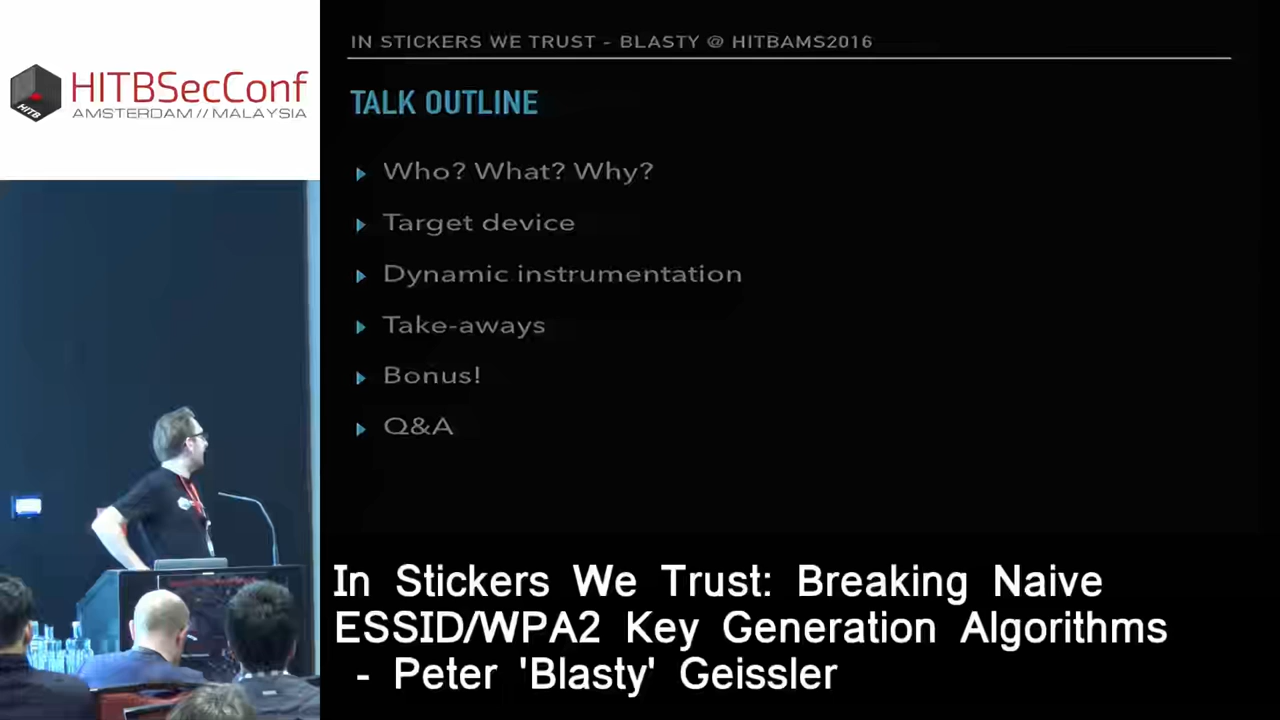 HITBSecConf
AMSTERDAM//MALAYSIA
HITB
IN STICKERS WE TRUST - BLASTY @ HITBAMS2016
TALK OUTLINE
Who? What? Why?
Target device
Dynamic instrumentation
Take-aways
Bonus!
Q&A
In Stickers We Trust: Breaking Naive
ESSID/WPA2 Key Generation Algorithms
- Peter 'Blasty' Geissler